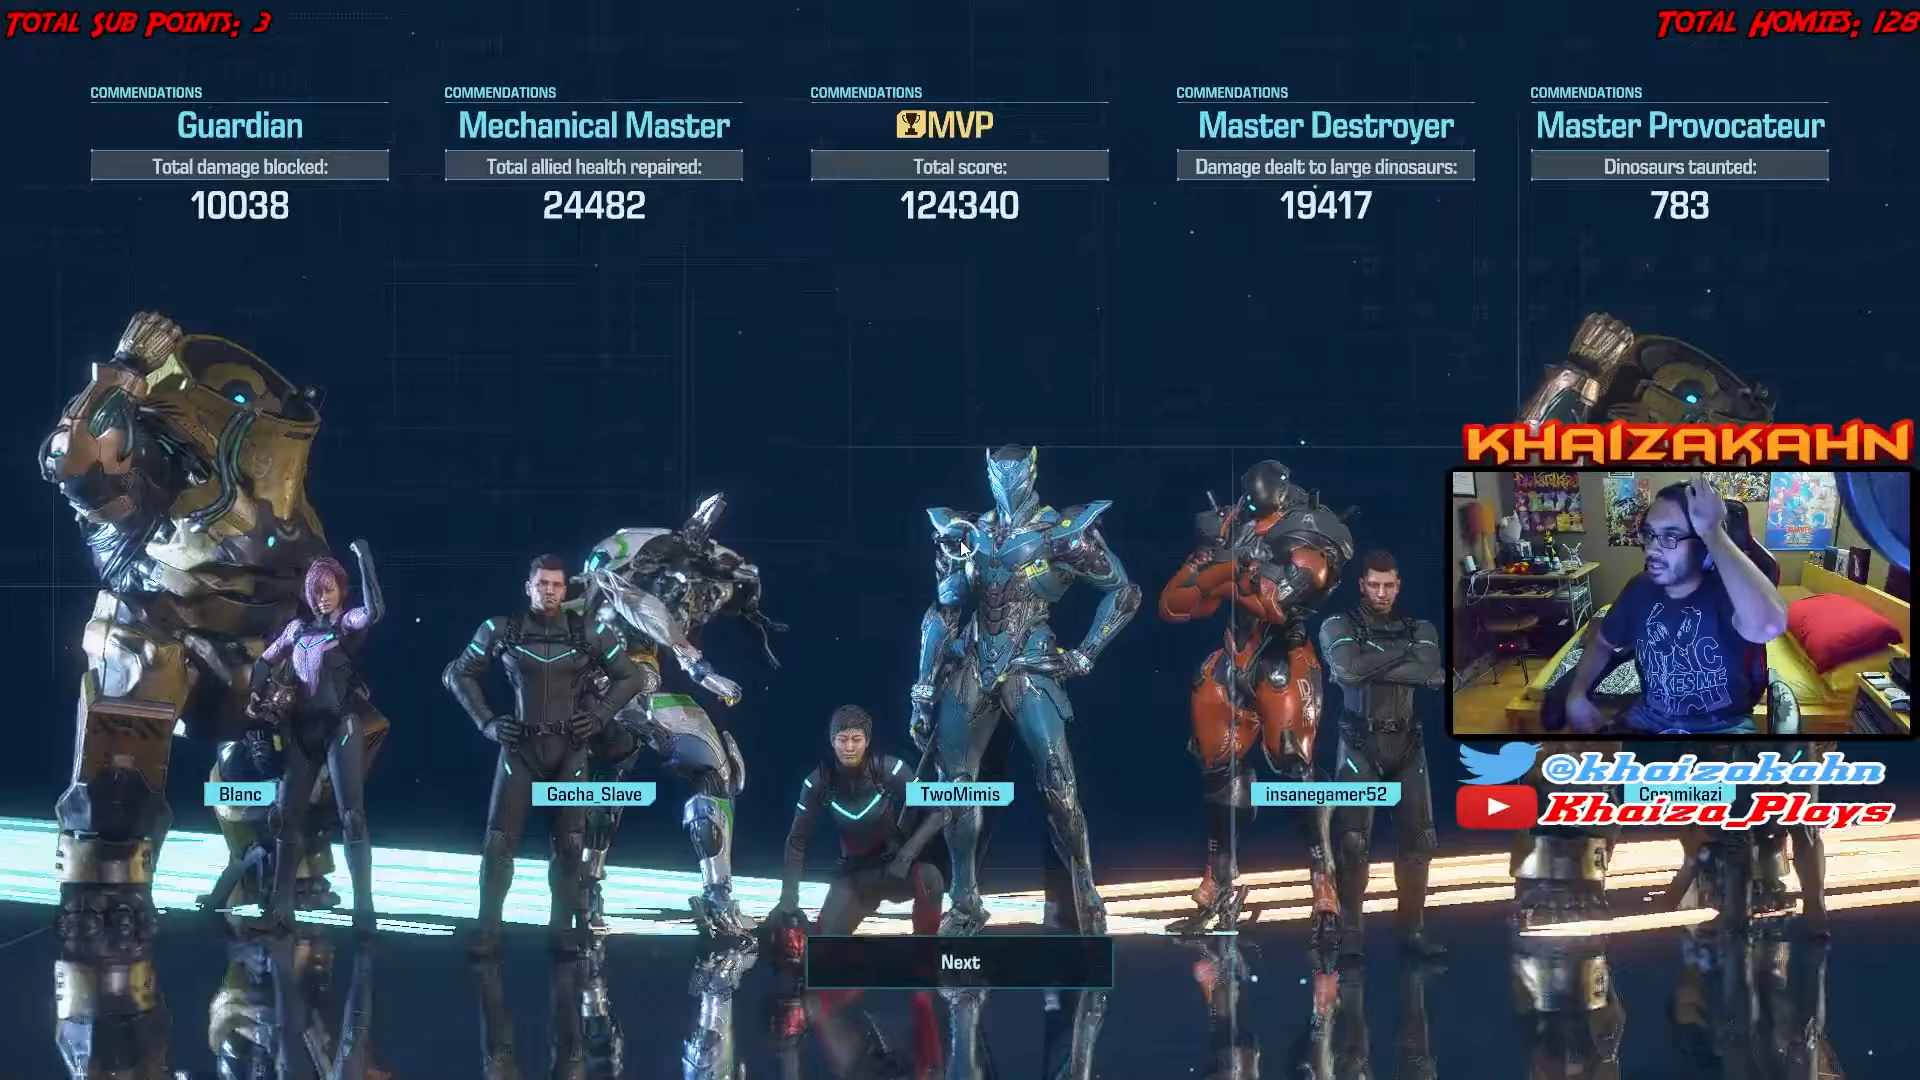 Total Sub Points: 3
Total Homies: 128
COMMENDATIONS
Guardian
Total damage blocked:
10038
COMMENDATIONS
Mechanical Master
Total allied health repaired:
24482
COMMENDATIONS
MVP
Total score:
124340
COMMENDATIONS
Master Destroyer
Damage dealt to large dinosaurs:
19417
COMMENDATIONS
Master Provocateur
Dinosaurs taunted:
783
KHAIZAKAHN
MUSIC
Blanc
Gacha_Slave
TwoMimis
insanegamer52
Commikazi
@khaizakahn
Khaiza_Plays
Next